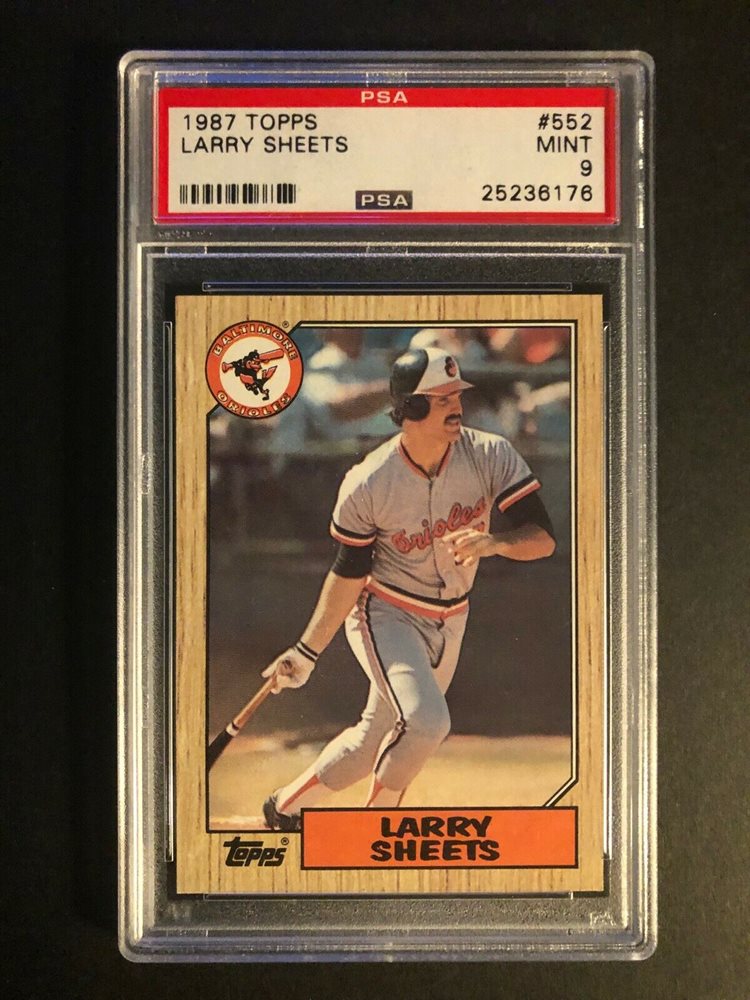 PSA
1987 TOPPS #552
LARRY SHEETS MINT
9
PSA 25236176
BALTIMORE
ORIOLES
Orioles
topps®
LARRY
SHEETS